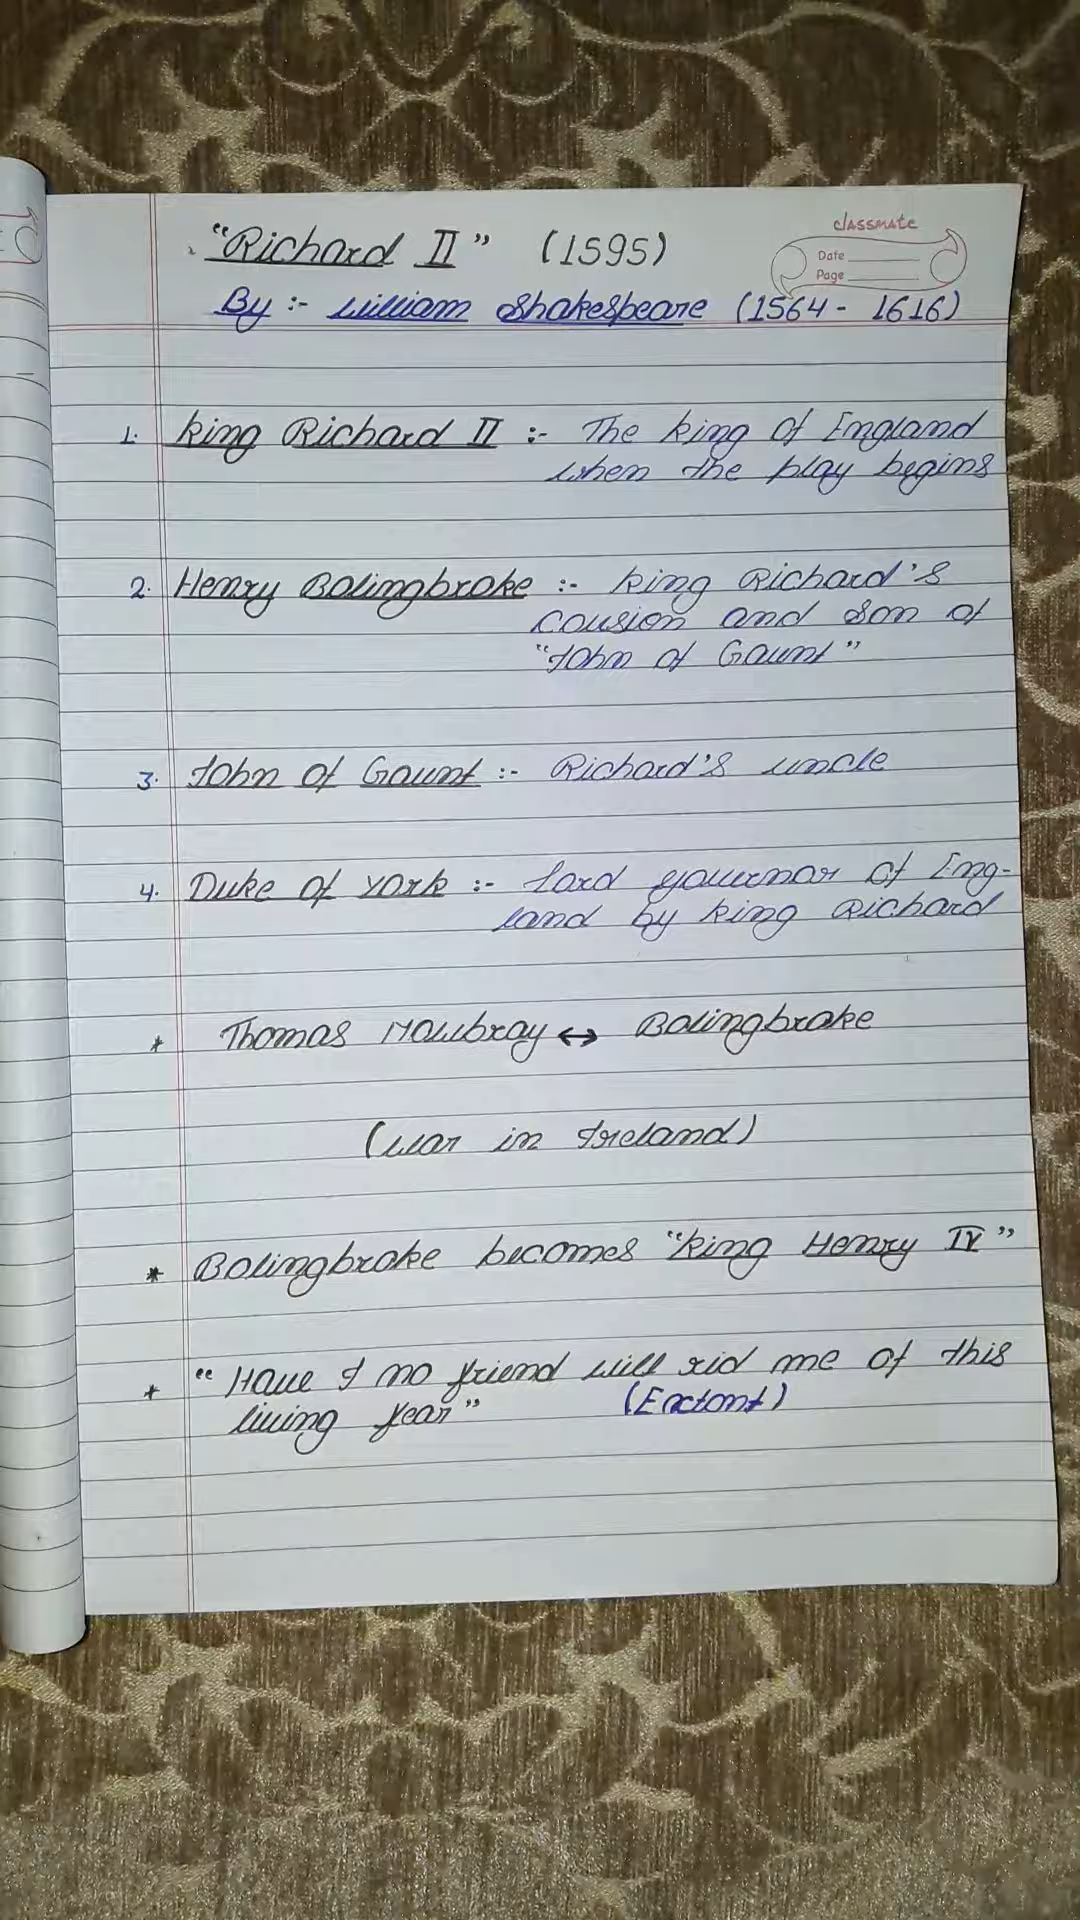 classmate
Date
Page
"Richard II" (1595)
By :- William Shakespeare (1564 - 1616)
1. King Richard II :- The king of England
when the play begins
2. Henry Bolingbroke :- King Richard's
Cousion and son of
"John of Gaunt"
3. John of Gaunt :- Richard's uncle
4. Duke of York :- lord governor of Eng-
land by king Richard
* Thomas Mowbray ↔ Bolingbroke
(war in Ireland)
* Bolingbroke becomes "King Henry IV"
* "Have I no friend will rid me of this
living fear" (Exctont)